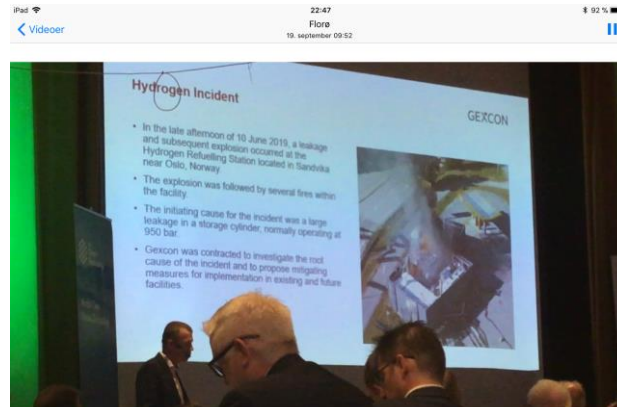 iPad
22:47
92 %
Videoer
Florø
19. september 09:52
Hydrogen Incident
GEXCON
• In the late afternoon of 10 June 2019, a leakage
and subsequent explosion occurred at the
Hydrogen Refuelling Station located in Sandvika
near Oslo, Norway.
• The explosion was followed by several fires within
the facility.
• The initiating cause for the incident was a large
leakage in a storage cylinder, normally operating at
950 bar.
• Gexcon was contracted to investigate the root
cause of the incident and to propose mitigating
measures for implementation in existing and future
facilities.